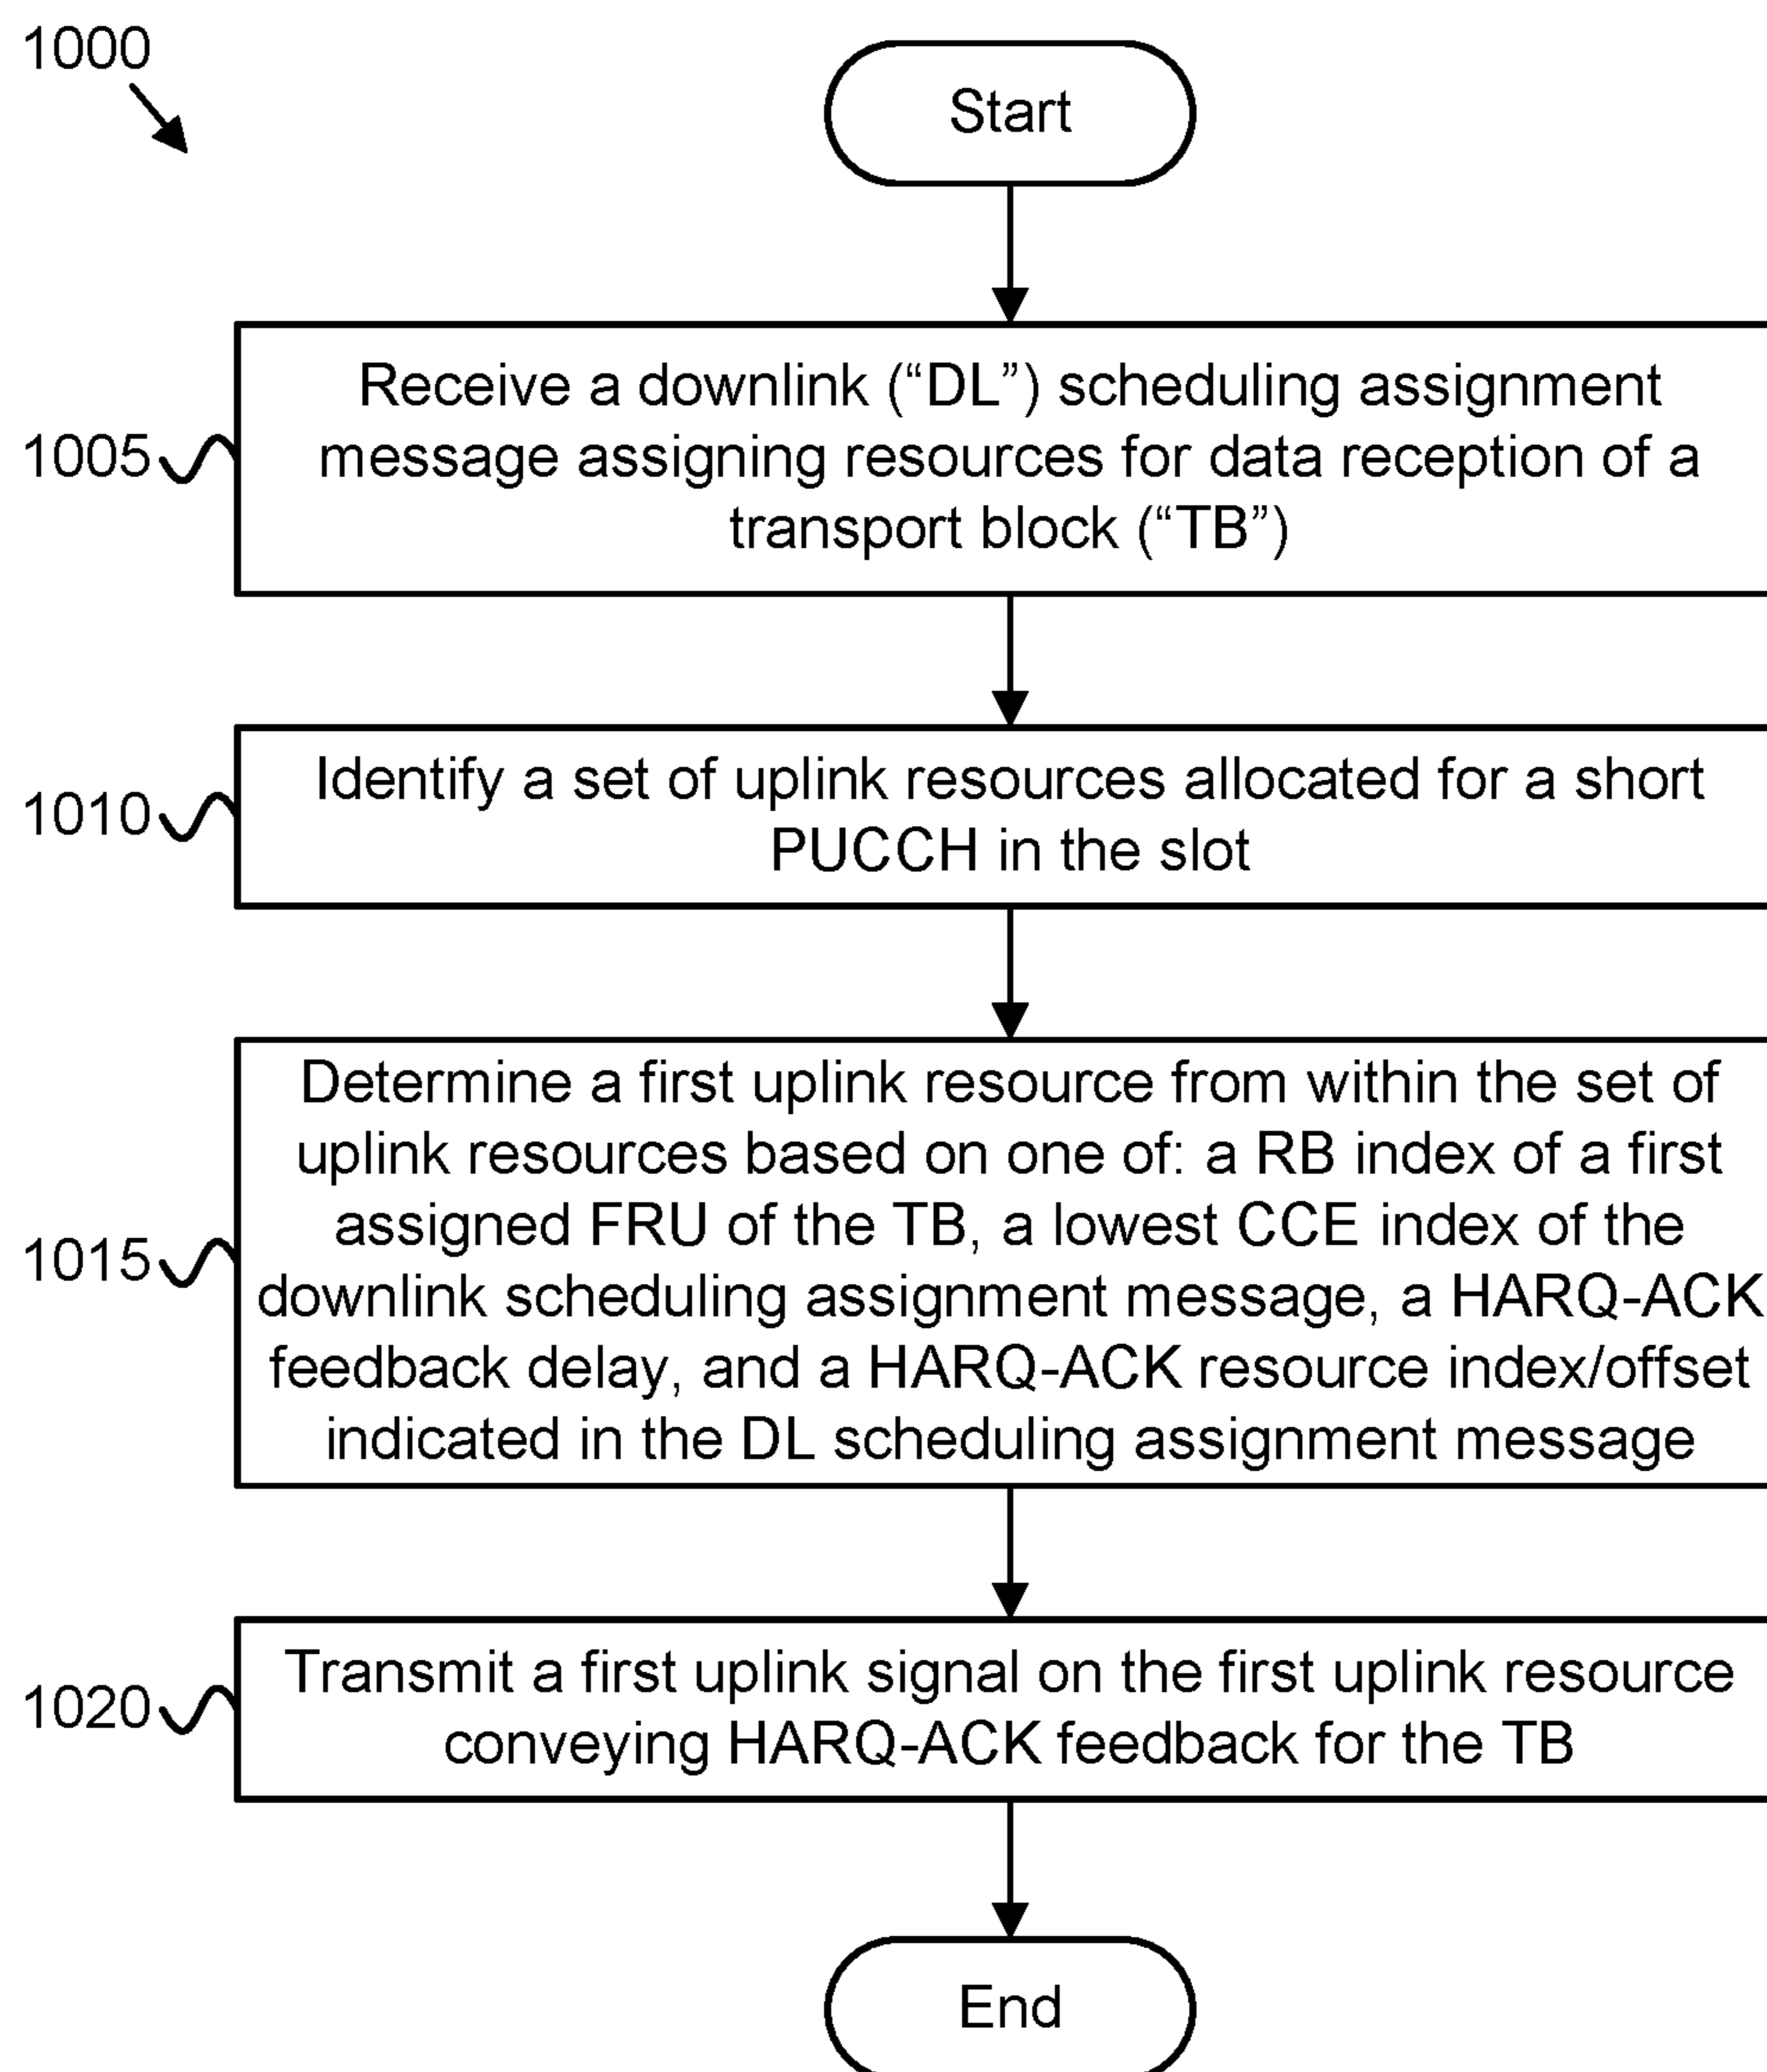 1000
Start
1005
Receive a downlink (“DL”) scheduling assignment
message assigning resources for data reception of a
transport block (“TB”)
1010
Identify a set of uplink resources allocated for a short
PUCCH in the slot
1015
Determine a first uplink resource from within the set of
uplink resources based on one of: a RB index of a first
assigned FRU of the TB, a lowest CCE index of the
downlink scheduling assignment message, a HARQ-ACK
feedback delay, and a HARQ-ACK resource index/offset
indicated in the DL scheduling assignment message
1020
Transmit a first uplink signal on the first uplink resource
conveying HARQ-ACK feedback for the TB
End